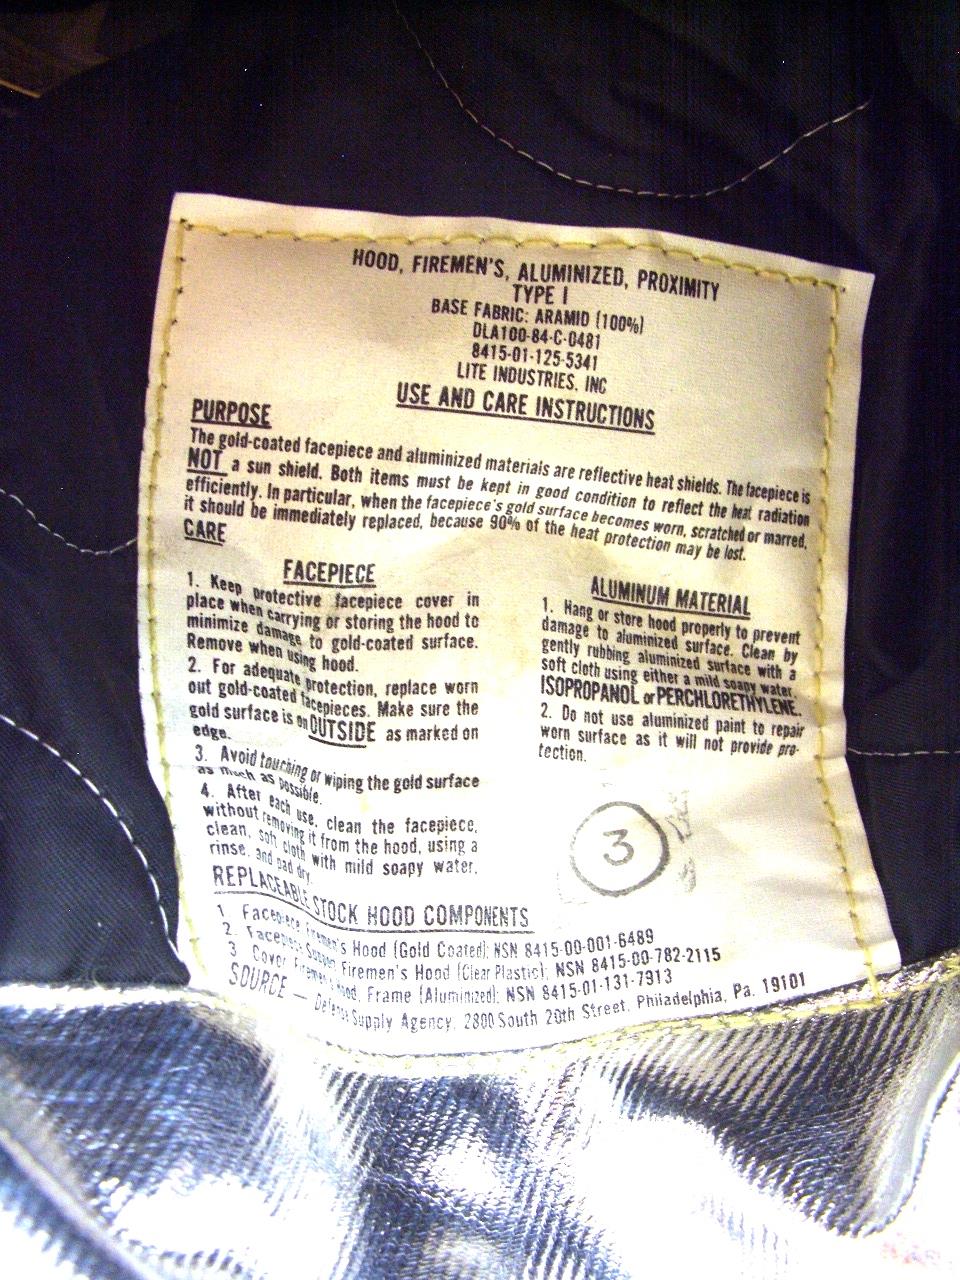 HOOD, FIREMEN'S, ALUMINIZED, PROXIMITY
TYPE I
BASE FABRIC: ARAMID (100%)
DLA100-84-C-0481
8415-01-125-5341
LITE INDUSTRIES, INC
USE AND CARE INSTRUCTIONS
PURPOSE
The gold-coated facepiece and aluminized materials are reflective heat shields. The facepiece is
NOT a sun shield. Both items must be kept in good condition to reflect the heat radiation
efficiently. In particular, when the facepiece's gold surface becomes worn, scratched or marred,
it should be immediately replaced, because 90% of the heat protection may be lost.
CARE
FACEPIECE
1. Keep protective facepiece cover in
place when carrying or storing the hood to
minimize damage to gold-coated surface.
Remove when using hood.
2. For adequate protection, replace worn
out gold-coated facepieces. Make sure the
gold surface is on OUTSIDE as marked on
edge.
3. Avoid touching or wiping the gold surface
as much as possible.
4. After each use, clean the facepiece,
without removing it from the hood, using a
clean, soft cloth with mild soapy water,
rinse, and pad dry.
ALUMINUM MATERIAL
1. Hang or store hood properly to prevent
damage to aluminized surface. Clean by
gently rubbing aluminized surface with a
soft cloth using either a mild soapy water,
ISOPROPANOL or PERCHLORETHYLENE.
2. Do not use aluminized paint to repair
worn surface as it will not provide pro-
tection.
3
REPLACEABLE STOCK HOOD COMPONENTS
1. Facepiece, Firemen's Hood (Gold Coated); NSN 8415-00-001-6489
2. Facepiece Support Firemen's Hood (Clear Plastic); NSN 8415-00-782-2115
3. Cover Firemen's Hood, Frame (Aluminized); NSN 8415-01-131-7913
SOURCE — Defense Supply Agency, 2800 South 20th Street, Philadelphia, Pa. 19101